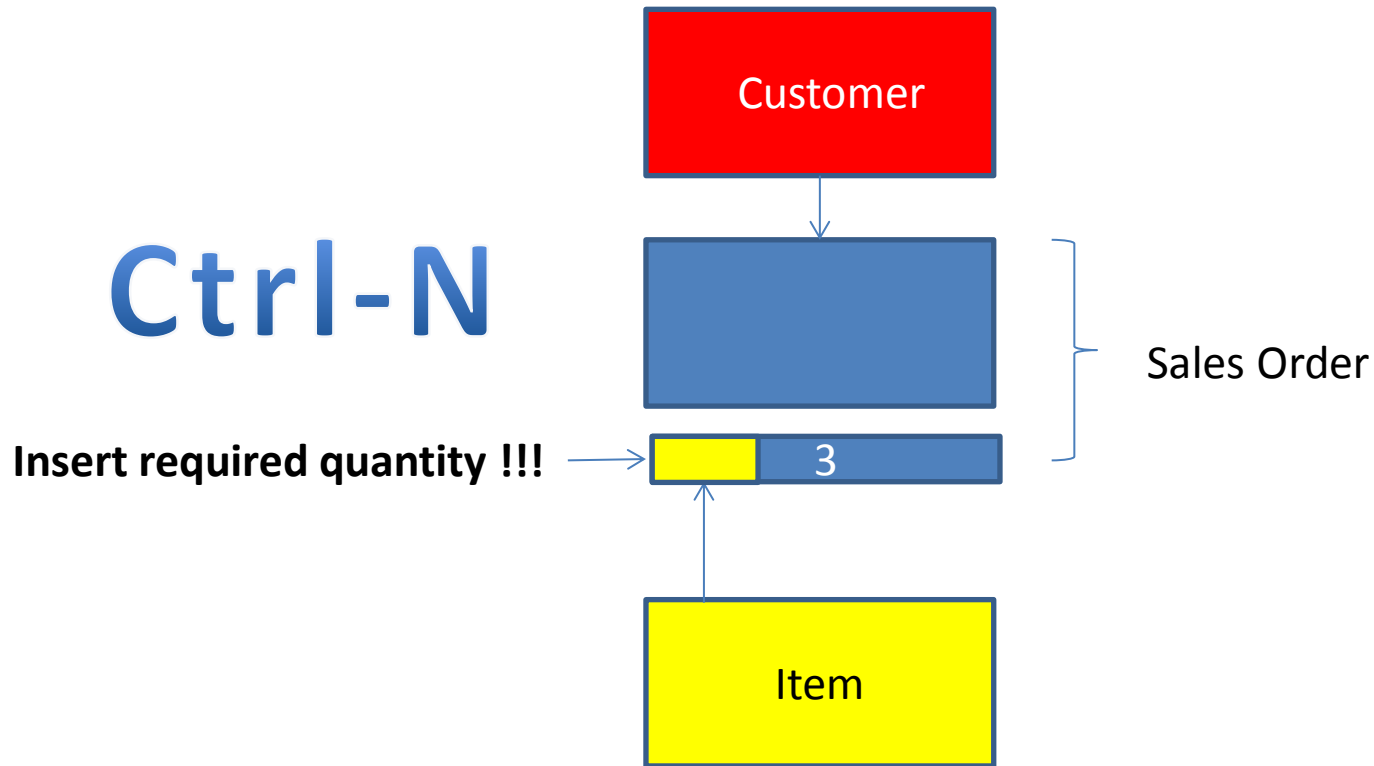 Customer
Ctrl-N
Sales Order
Insert required quantity !!!
3
Item